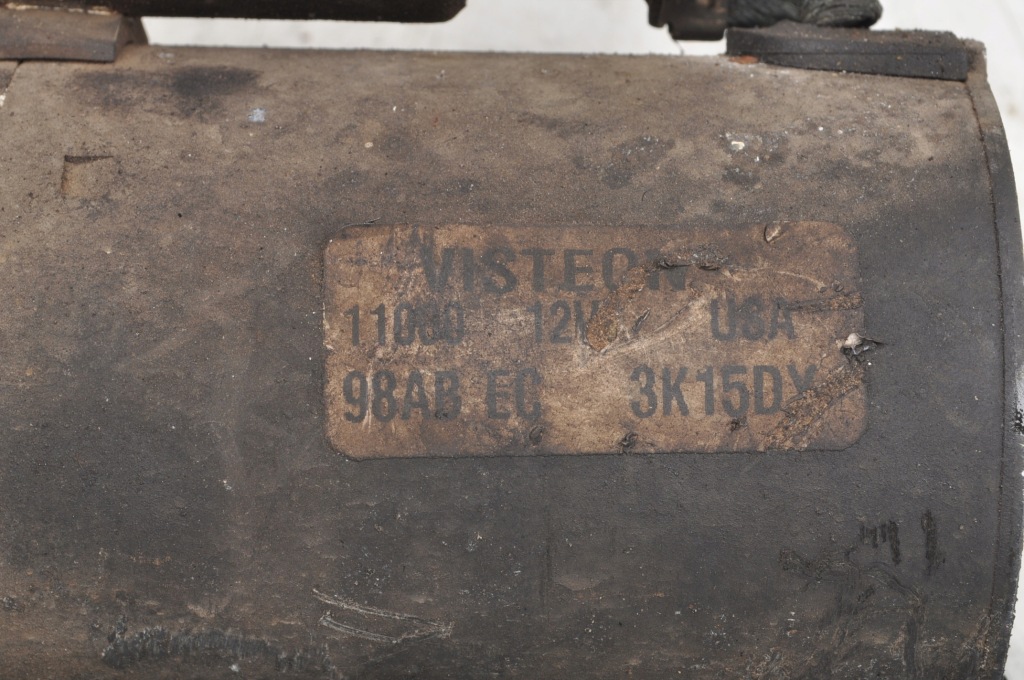 VISTEON
11000 12V USA
98AB EC 3K15DY